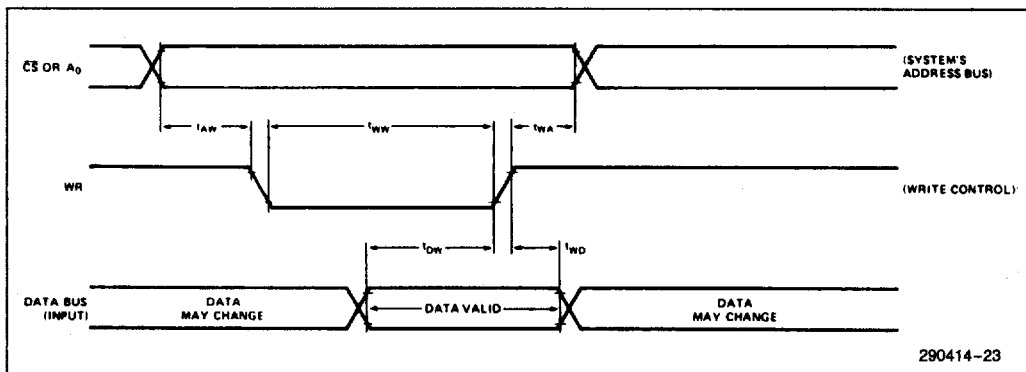 C̅S̅ OR A₀
(SYSTEM'S
ADDRESS BUS)
tAW
tWW
tWA
WR
(WRITE CONTROL)
tDW
tWD
DATA BUS
(INPUT)
DATA
MAY CHANGE
DATA VALID
DATA
MAY CHANGE
290414-23